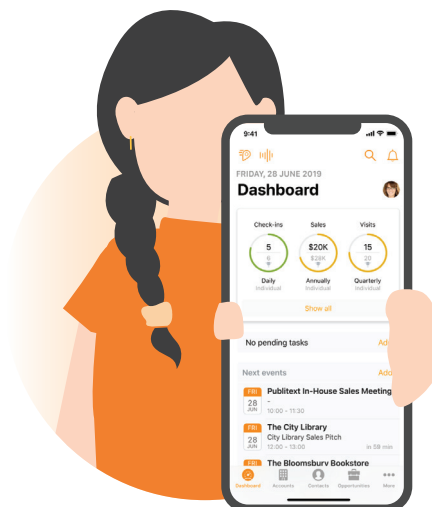 9:41
FRIDAY, 28 JUNE 2019
Dashboard
Check-ins Sales Visits
5 $20K 15
6 $28K 20
Daily Annually Quarterly
Individual Individual Individual
Show all
No pending tasks Add
Next events Add
FRI Publitext In-House Sales Meeting
28 -
JUN 10:00 - 11:30
FRI The City Library
28 City Library Sales Pitch
JUN 12:00 - 13:00 in 59 min
FRI The Bloomsbury Bookstore
Dashboard Accounts Contacts Opportunities More